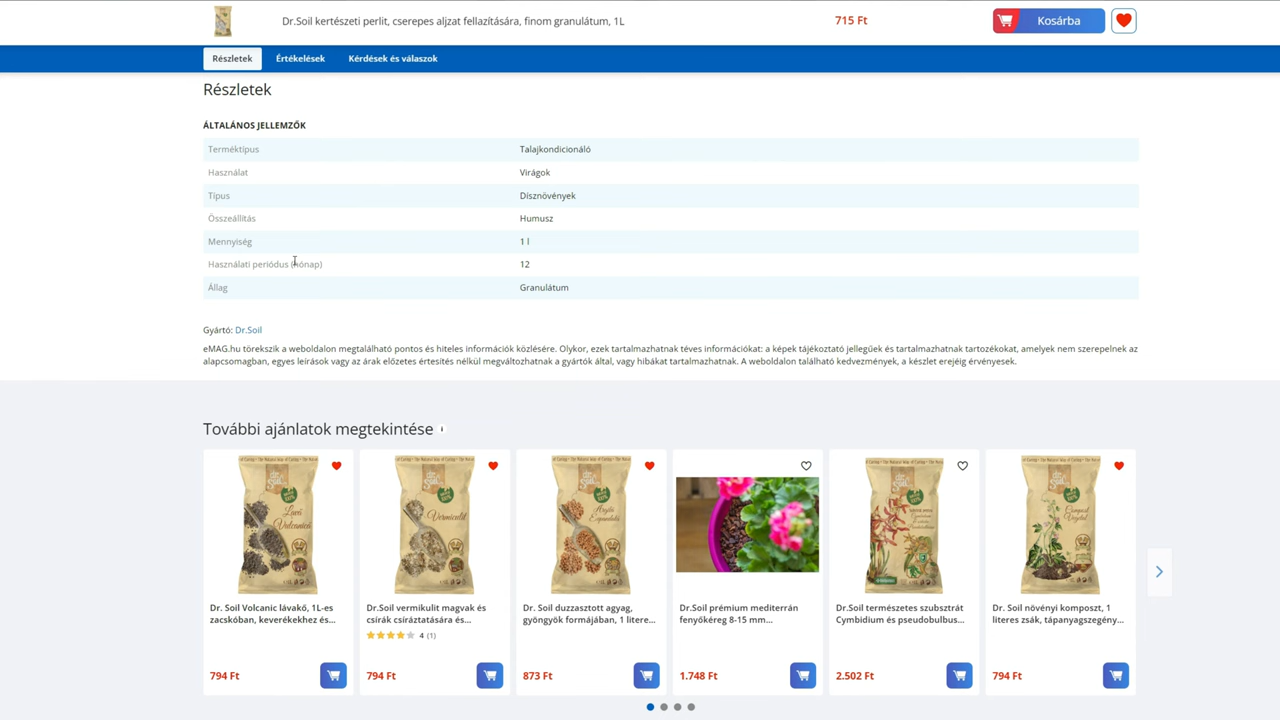 Dr.Soil kertészeti perlit, cserepes aljzat fellazítására, finom granulátum, 1L
715 Ft
Kosárba
Részletek
Értékelések
Kérdések és válaszok
Részletek
ÁLTALÁNOS JELLEMZŐK
Terméktípus Talajkondicionáló
Használat Virágok
Típus Dísznövények
Összeállítás Humusz
Mennyiség 1 l
Használati periódus (hónap) 12
Állag Granulátum
Gyártó: Dr.Soil
eMAG.hu törekszik a weboldalon megtalálható pontos és hiteles információk közlésére. Olykor, ezek tartalmazhatnak téves információkat: a képek tájékoztató jellegűek és tartalmazhatnak tartozékokat, amelyek nem szerepelnek az
alapcsomagban, egyes leírások vagy az árak előzetes értesítés nélkül megváltozhatnak a gyártók által, vagy hibákat tartalmazhatnak. A weboldalon található kedvezmények, a készlet erejéig érvényesek.
További ajánlatok megtekintése i
Dr. Soil Volcanic lávakő, 1L-es
zacskóban, keverékekhez és...
794 Ft
Dr.Soil vermikulit magvak és
csírák csíráztatására és...
4 (1)
794 Ft
Dr. Soil duzzasztott agyag,
gyöngyök formájában, 1 litere...
873 Ft
Dr.Soil prémium mediterrán
fenyőkéreg 8-15 mm...
1.748 Ft
Dr.Soil természetes szubsztrát
Cymbidium és pseudobulbus...
2.502 Ft
Dr. Soil növényi komposzt, 1
literes zsák, tápanyagszegény...
794 Ft